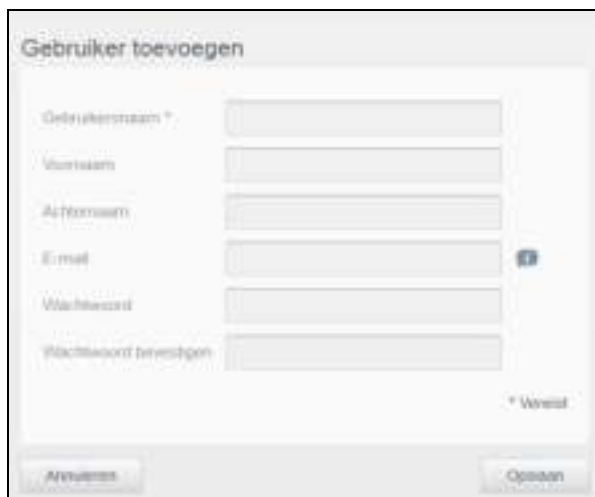 Gebruiker toevoegen
Gebruikersnaam *
Voornaam
Achternaam
E-mail
Wachtwoord
Wachtwoord bevestigen
* Vereist
Annuleren
Opslaan